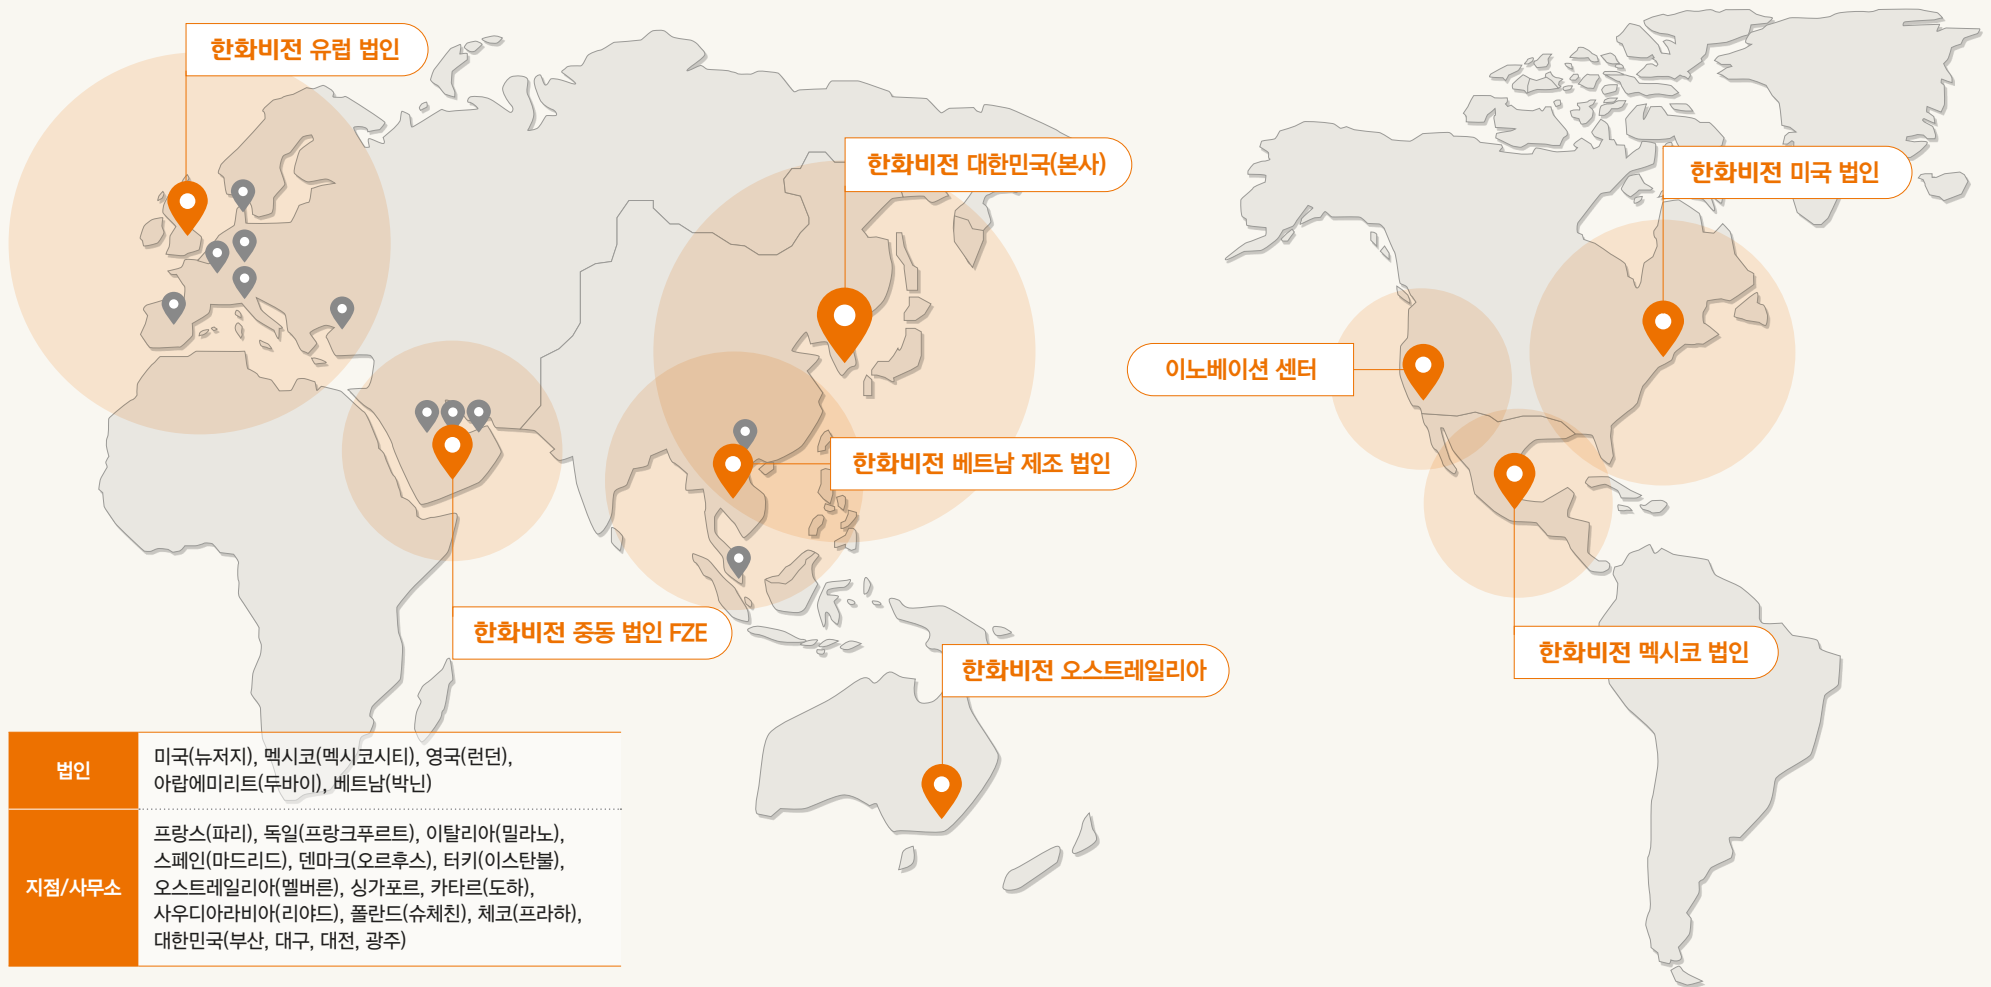 한화비전 유럽 법인
한화비전 대한민국(본사)
한화비전 미국 법인
이노베이션 센터
한화비전 베트남 제조 법인
한화비전 중동 법인 FZE
한화비전 오스트레일리아
한화비전 멕시코 법인
법인
미국(뉴저지), 멕시코(멕시코시티), 영국(런던),
아랍에미리트(두바이), 베트남(박닌)
지점/사무소
프랑스(파리), 독일(프랑크푸르트), 이탈리아(밀라노),
스페인(마드리드), 덴마크(오르후스), 터키(이스탄불),
오스트레일리아(멜버른), 싱가포르, 카타르(도하),
사우디아라비아(리야드), 폴란드(슈체친), 체코(프라하),
대한민국(부산, 대구, 대전, 광주)